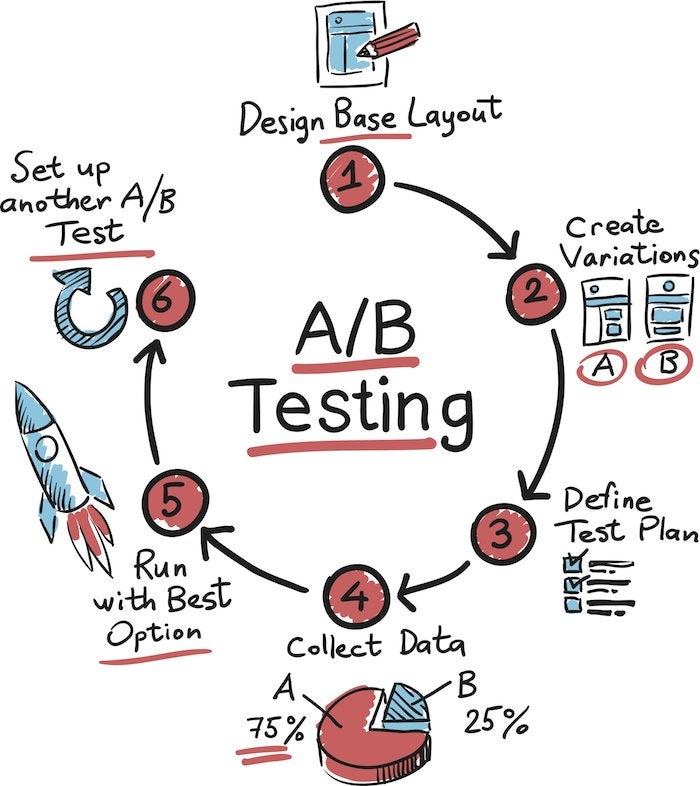 Design Base Layout
1
Create
Variations
2
A
B
Define
Test Plan
3
4
Collect Data
A
75%
B
25%
5
Run
with Best
Option
Set up
another A/B
Test
6
A/B
Testing